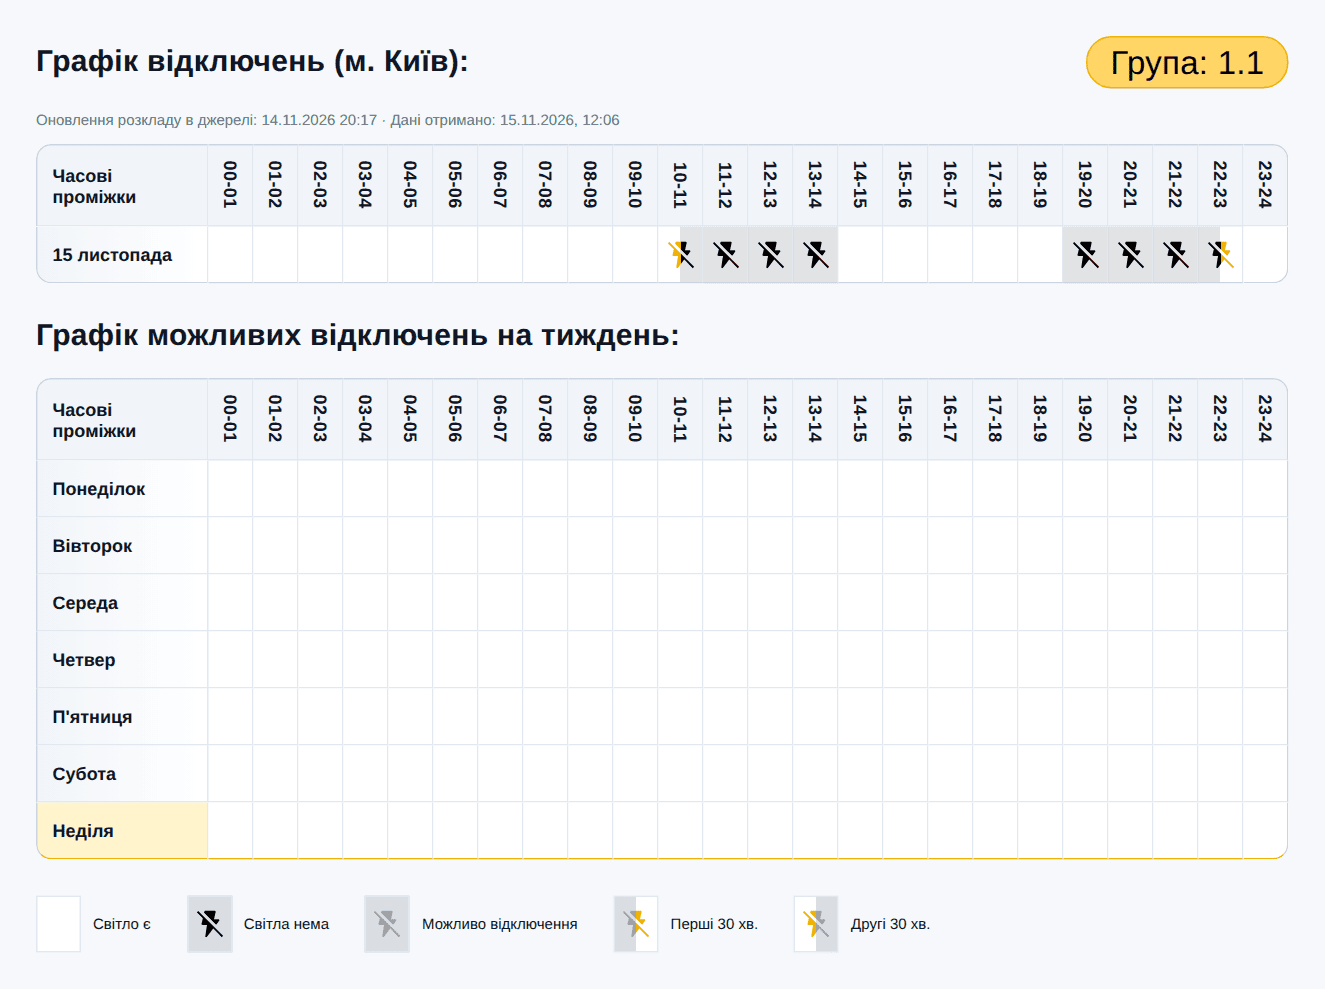 Графік відключень (м. Київ):
Група: 1.1
Оновлення розкладу в джерелі: 14.11.2026 20:17 · Дані отримано: 15.11.2026, 12:06
Часові
проміжки
00-01 01-02 02-03 03-04 04-05 05-06 06-07 07-08 08-09 09-10 10-11 11-12 12-13 13-14 14-15 15-16 16-17 17-18 18-19 19-20 20-21 21-22 22-23 23-24
15 листопада
Графік можливих відключень на тиждень:
Часові
проміжки
00-01 01-02 02-03 03-04 04-05 05-06 06-07 07-08 08-09 09-10 10-11 11-12 12-13 13-14 14-15 15-16 16-17 17-18 18-19 19-20 20-21 21-22 22-23 23-24
Понеділок
Вівторок
Середа
Четвер
П'ятниця
Субота
Неділя
Світло є Світла нема Можливо відключення Перші 30 хв. Другі 30 хв.